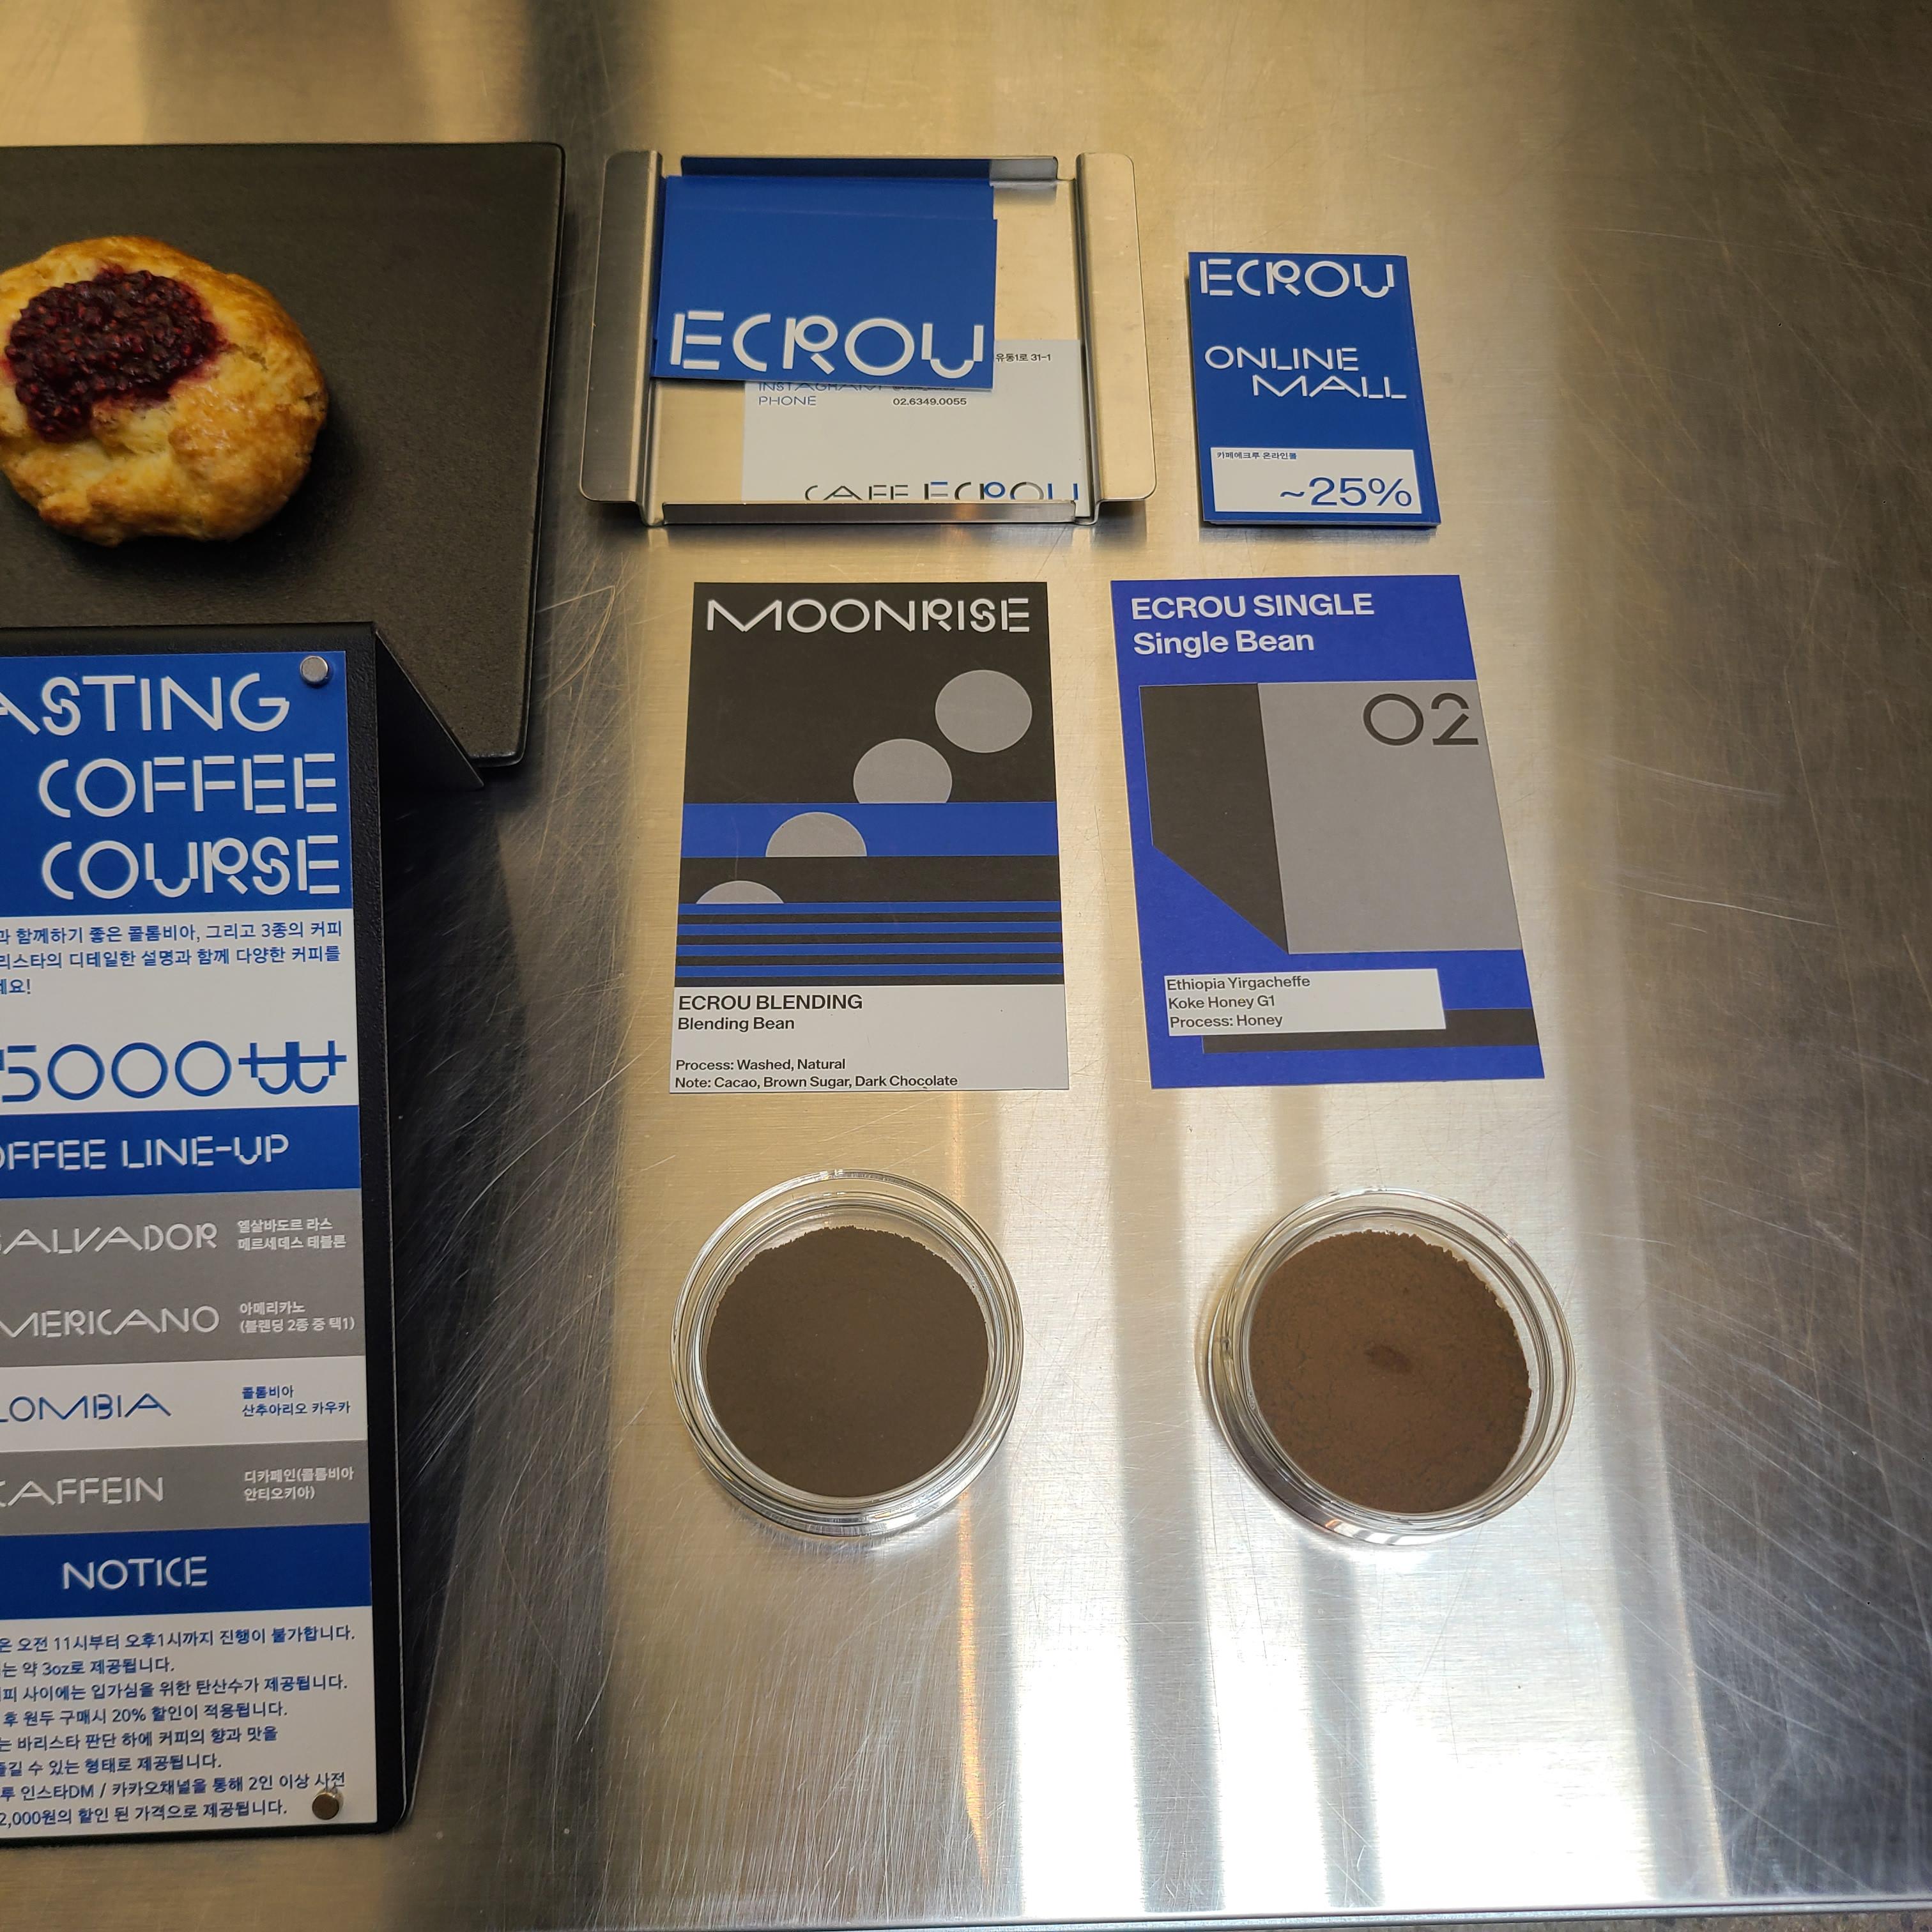 ECROU
유동1로 31-1
INSTAGRAM
PHONE 02.6349.0055
CAFE ECROU
ECROU
ONLINE
MALL
카페에크루 온라인몰
~25%
MOONRISE
ECROU BLENDING
Blending Bean
Process: Washed, Natural
Note: Cacao, Brown Sugar, Dark Chocolate
ECROU SINGLE
Single Bean
02
Ethiopia Yirgacheffe
Koke Honey G1
Process: Honey
ASTING
COFFEE
COURSE
과 함께하기 좋은 콜롬비아, 그리고 3종의 커피
리스타의 디테일한 설명과 함께 다양한 커피를
세요!
5000₩
OFFEE LINE-UP
SALVADOR 엘살바도르 라스
메르세데스 테블론
MERICANO 아메리카노
(블렌딩 2종 중 택1)
LOMBIA 콜롬비아
산추아리오 카우카
CAFFEIN 디카페인(콜롬비아
안티오키아)
NOTICE
은 오전 11시부터 오후1시까지 진행이 불가합니다.
는 약 3oz로 제공됩니다.
피 사이에는 입가심을 위한 탄산수가 제공됩니다.
후 원두 구매시 20% 할인이 적용됩니다.
는 바리스타 판단 하에 커피의 향과 맛을
즐길 수 있는 형태로 제공됩니다.
루 인스타DM / 카카오채널을 통해 2인 이상 사전
2,000원의 할인 된 가격으로 제공됩니다.